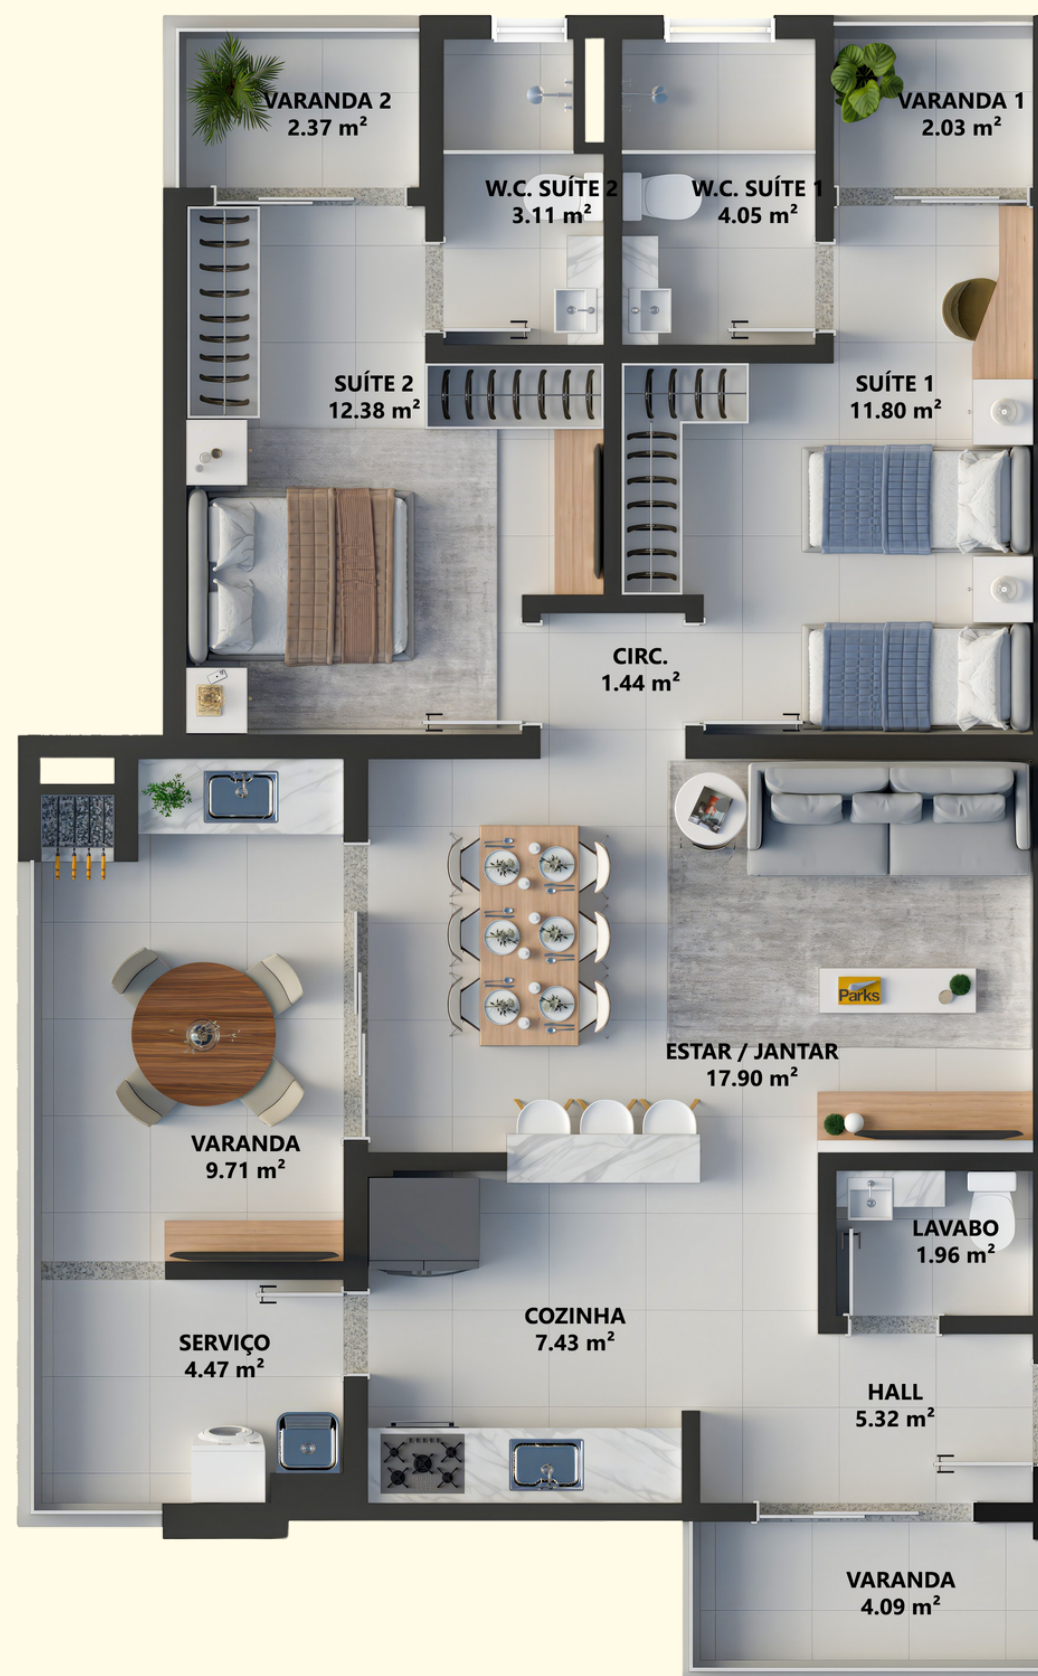 VARANDA 2
2.37 m²
VARANDA 1
2.03 m²
W.C. SUÍTE 2
3.11 m²
W.C. SUÍTE 1
4.05 m²
SUÍTE 2
12.38 m²
SUÍTE 1
11.80 m²
CIRC.
1.44 m²
Parks
ESTAR / JANTAR
17.90 m²
VARANDA
9.71 m²
LAVABO
1.96 m²
COZINHA
7.43 m²
SERVIÇO
4.47 m²
HALL
5.32 m²
VARANDA
4.09 m²